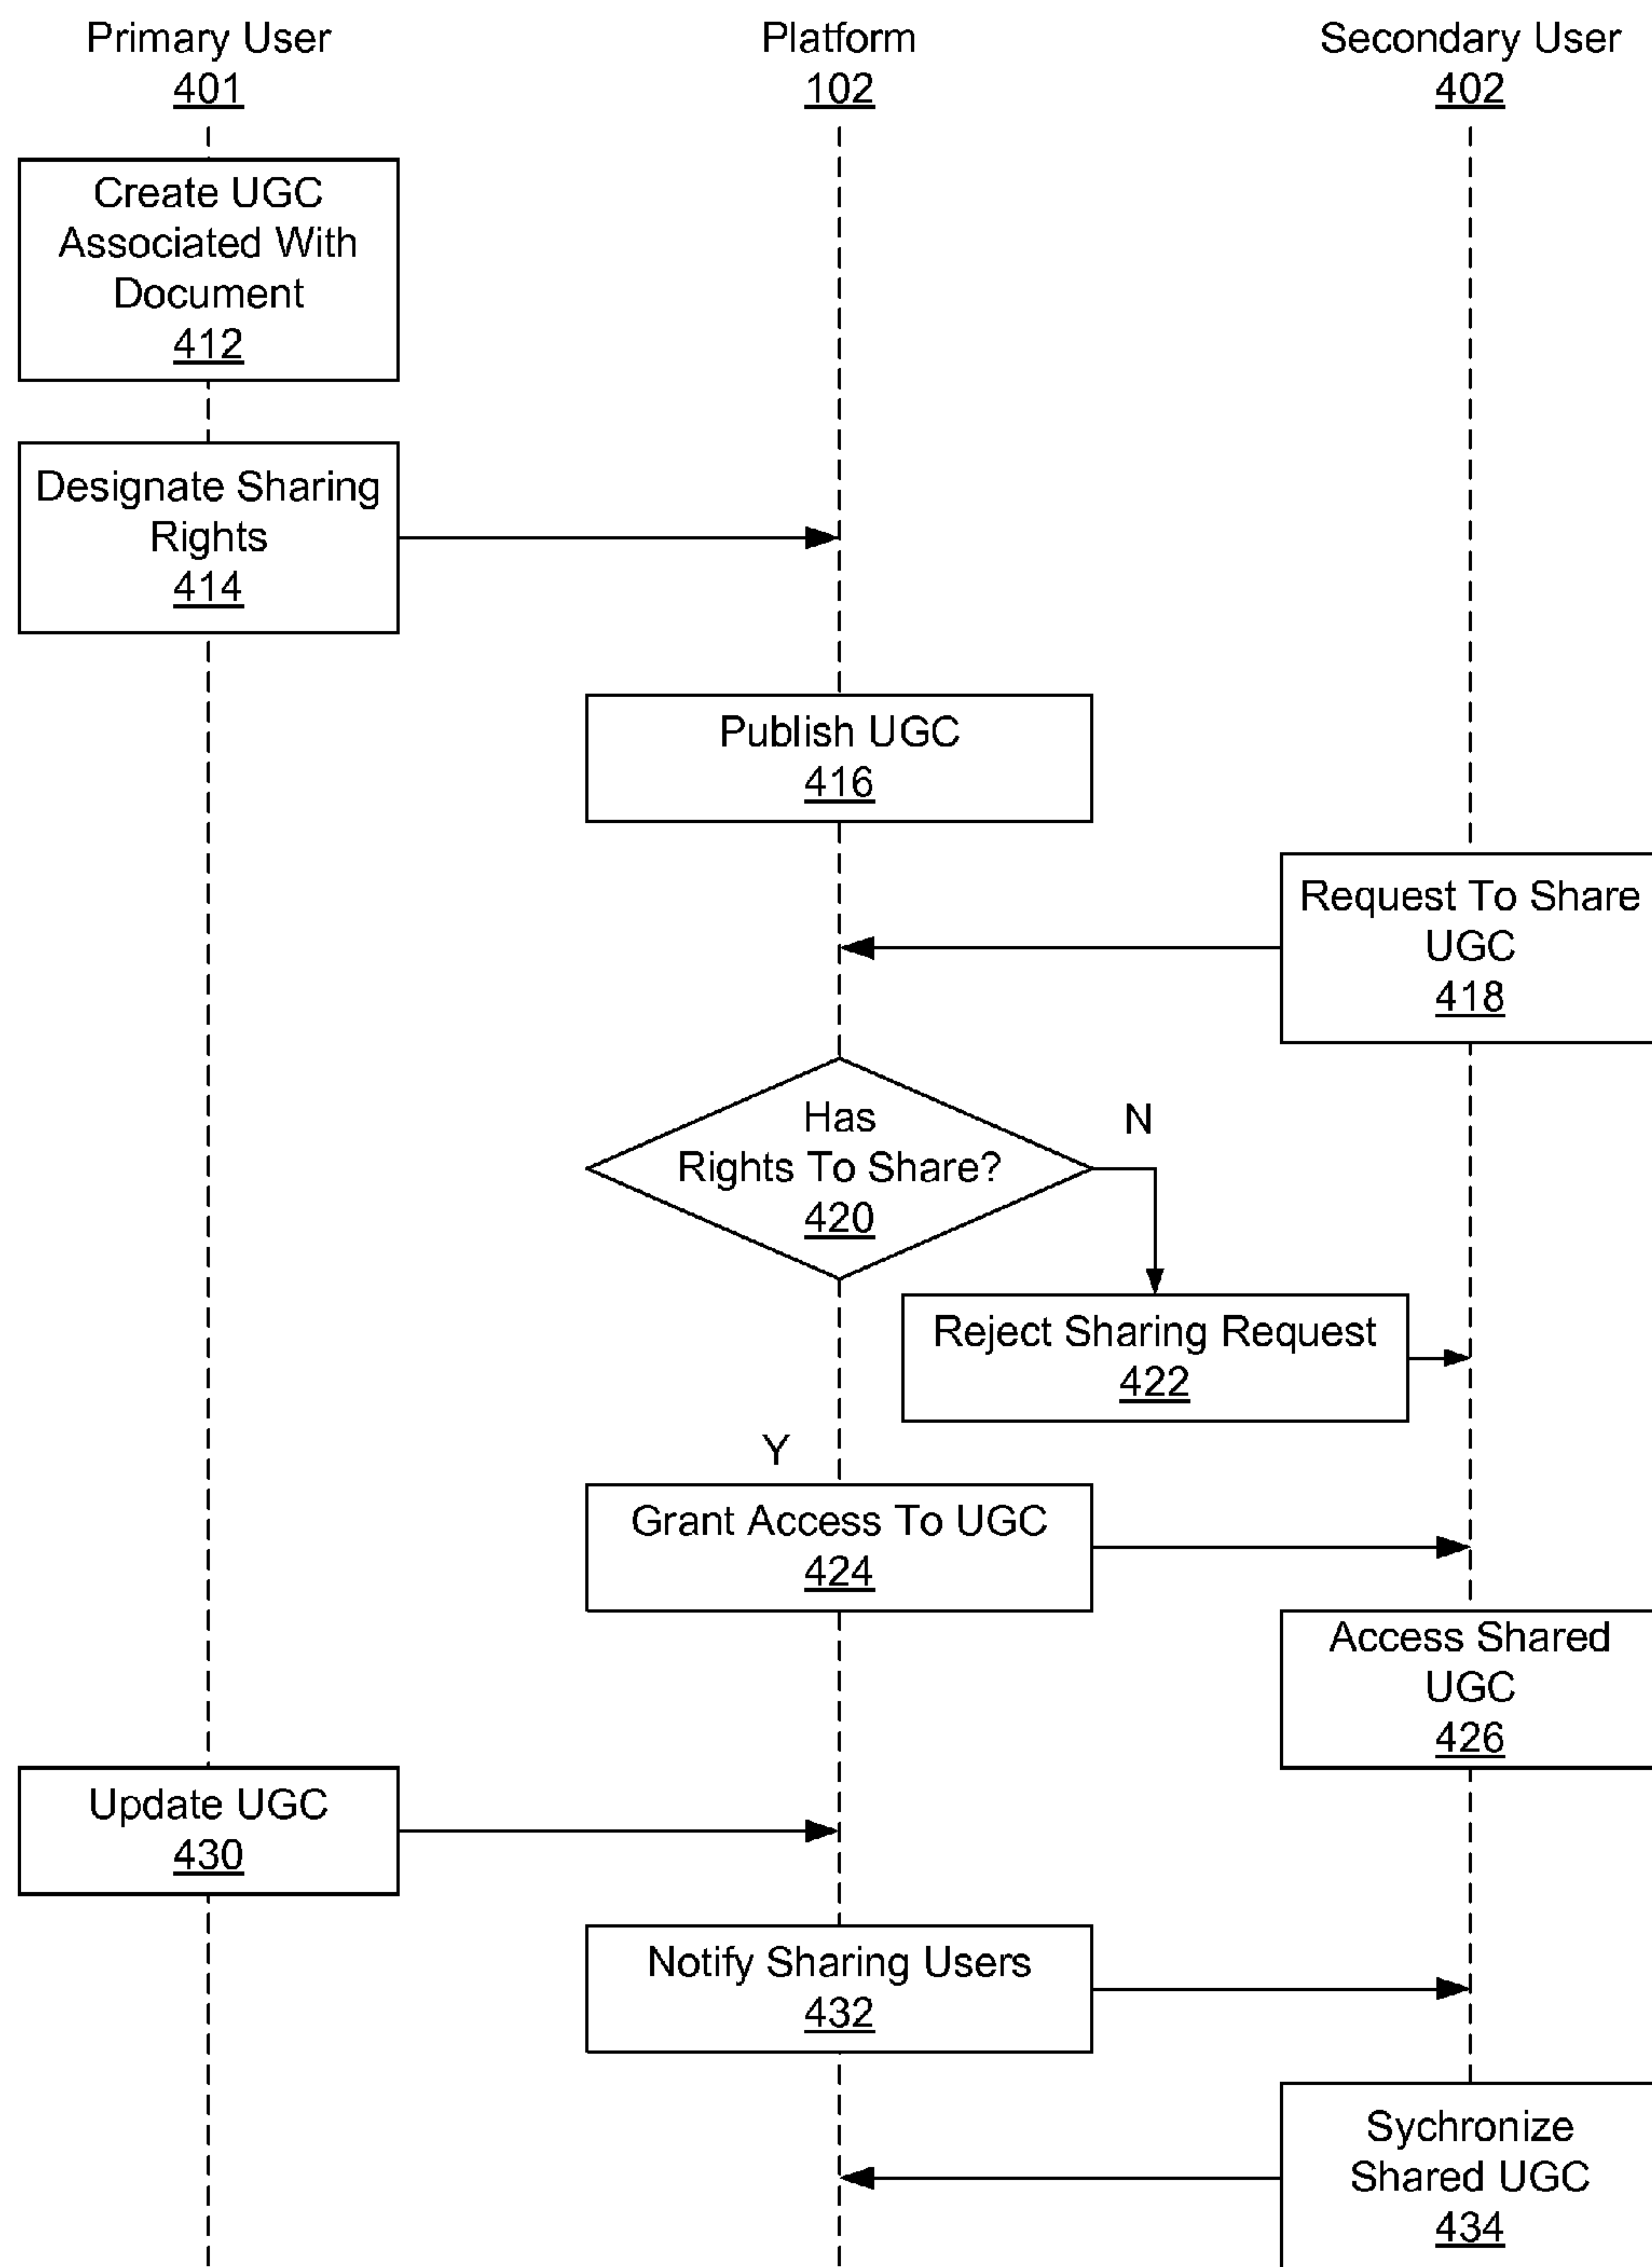 Primary User
401
Platform
102
Secondary User
402
Create UGC
Associated With
Document
412
Designate Sharing
Rights
414
Publish UGC
416
Request To Share
UGC
418
Has
Rights To Share?
420
N
Reject Sharing Request
422
Y
Grant Access To UGC
424
Access Shared
UGC
426
Update UGC
430
Notify Sharing Users
432
Sychronize
Shared UGC
434